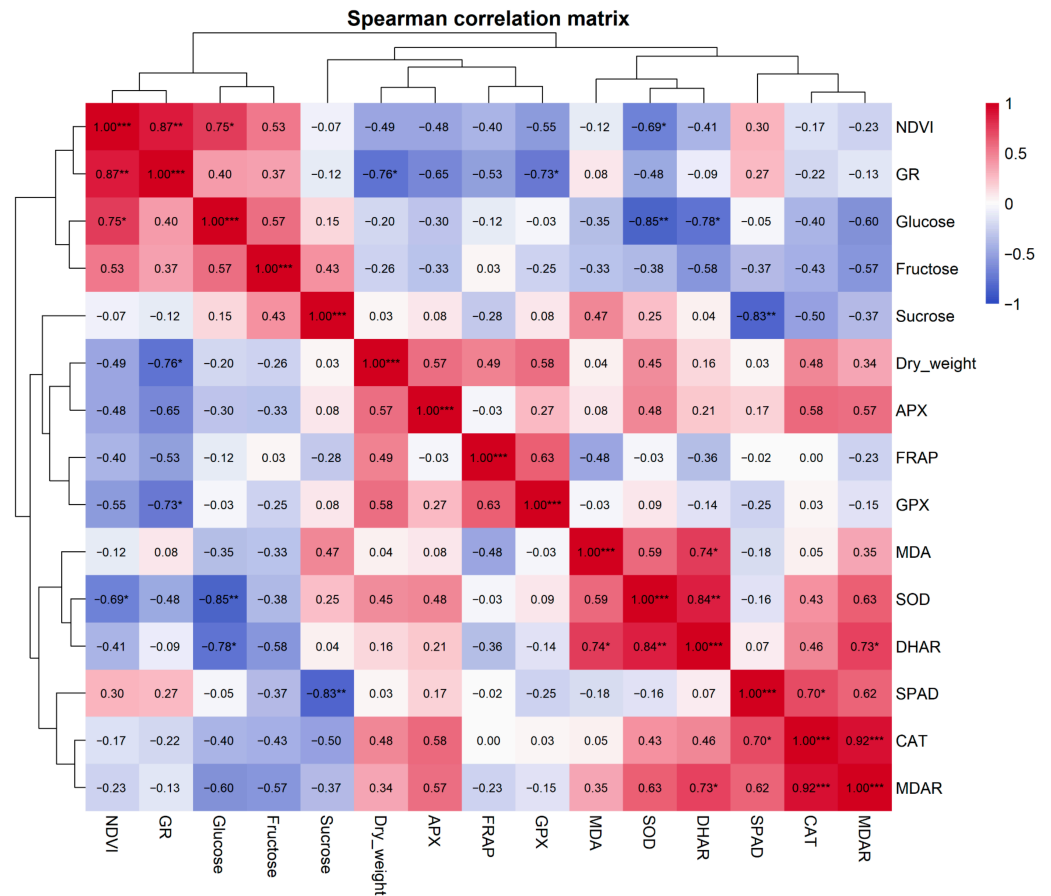 Spearman correlation matrix
1.00*** 0.87** 0.75* 0.53 −0.07 −0.49 −0.48 −0.40 −0.55 −0.12 −0.69* −0.41 0.30 −0.17 −0.23 NDVI
0.87** 1.00*** 0.40 0.37 −0.12 −0.76* −0.65 −0.53 −0.73* 0.08 −0.48 −0.09 0.27 −0.22 −0.13 GR
0.75* 0.40 1.00*** 0.57 0.15 −0.20 −0.30 −0.12 −0.03 −0.35 −0.85** −0.78* −0.05 −0.40 −0.60 Glucose
0.53 0.37 0.57 1.00*** 0.43 −0.26 −0.33 0.03 −0.25 −0.33 −0.38 −0.58 −0.37 −0.43 −0.57 Fructose
−0.07 −0.12 0.15 0.43 1.00*** 0.03 0.08 −0.28 0.08 0.47 0.25 0.04 −0.83** −0.50 −0.37 Sucrose
−0.49 −0.76* −0.20 −0.26 0.03 1.00*** 0.57 0.49 0.58 0.04 0.45 0.16 0.03 0.48 0.34 Dry_weight
−0.48 −0.65 −0.30 −0.33 0.08 0.57 1.00*** −0.03 0.27 0.08 0.48 0.21 0.17 0.58 0.57 APX
−0.40 −0.53 −0.12 0.03 −0.28 0.49 −0.03 1.00*** 0.63 −0.48 −0.03 −0.36 −0.02 0.00 −0.23 FRAP
−0.55 −0.73* −0.03 −0.25 0.08 0.58 0.27 0.63 1.00*** −0.03 0.09 −0.14 −0.25 0.03 −0.15 GPX
−0.12 0.08 −0.35 −0.33 0.47 0.04 0.08 −0.48 −0.03 1.00*** 0.59 0.74* −0.18 0.05 0.35 MDA
−0.69* −0.48 −0.85** −0.38 0.25 0.45 0.48 −0.03 0.09 0.59 1.00*** 0.84** −0.16 0.43 0.63 SOD
−0.41 −0.09 −0.78* −0.58 0.04 0.16 0.21 −0.36 −0.14 0.74* 0.84** 1.00*** 0.07 0.46 0.73* DHAR
0.30 0.27 −0.05 −0.37 −0.83** 0.03 0.17 −0.02 −0.25 −0.18 −0.16 0.07 1.00*** 0.70* 0.62 SPAD
−0.17 −0.22 −0.40 −0.43 −0.50 0.48 0.58 0.00 0.03 0.05 0.43 0.46 0.70* 1.00*** 0.92*** CAT
−0.23 −0.13 −0.60 −0.57 −0.37 0.34 0.57 −0.23 −0.15 0.35 0.63 0.73* 0.62 0.92*** 1.00*** MDAR
NDVI GR Glucose Fructose Sucrose Dry_weight APX FRAP GPX MDA SOD DHAR SPAD CAT MDAR
1
0.5
0
−0.5
−1